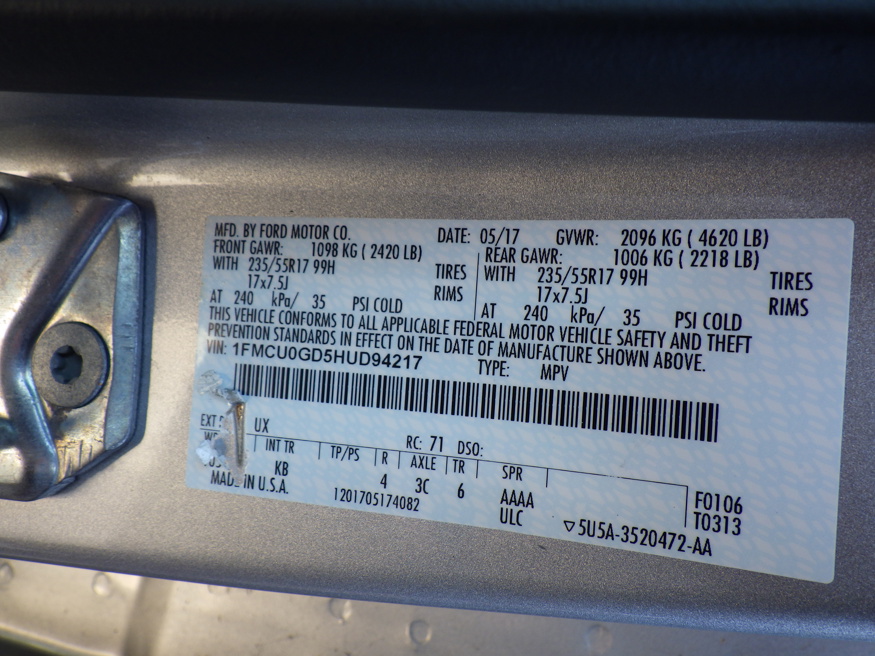 MFD. BY FORD MOTOR CO. DATE: 05/17 GVWR: 2096 KG ( 4620 LB)
FRONT GAWR: 1098 KG ( 2420 LB) REAR GAWR: 1006 KG ( 2218 LB)
WITH 235/55R17 99H TIRES WITH 235/55R17 99H TIRES
17x7.5J RIMS 17x7.5J RIMS
AT 240 kPa/ 35 PSI COLD AT 240 kPa/ 35 PSI COLD
THIS VEHICLE CONFORMS TO ALL APPLICABLE FEDERAL MOTOR VEHICLE SAFETY AND THEFT
PREVENTION STANDARDS IN EFFECT ON THE DATE OF MANUFACTURE SHOWN ABOVE.
VIN: 1FMCU0GD5HUD94217 TYPE: MPV
EXT UX RC: 71 DSO:
INT TR TP/PS R AXLE TR SPR
KB 4 3C 6 AAAA F0106
MADE IN U.S.A. 1201705174082 ULC T0313
▽5U5A-3520472-AA